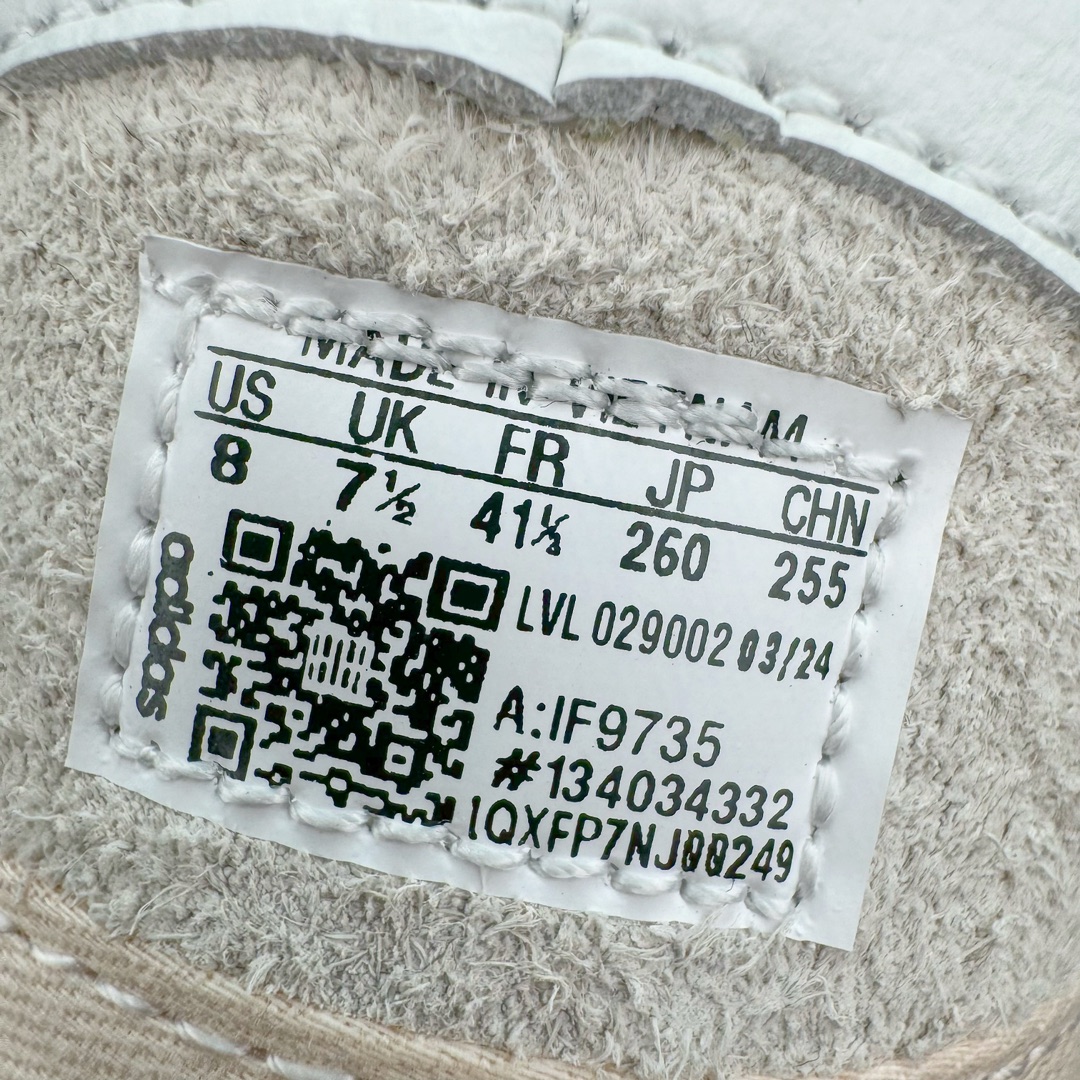 MADE IN VIETNAM
US UK FR JP CHN
8 7½ 41⅓ 260 255
adidas
LVL 029002 03/24
A:IF9735
#134034332
IQXFP7NJ00249